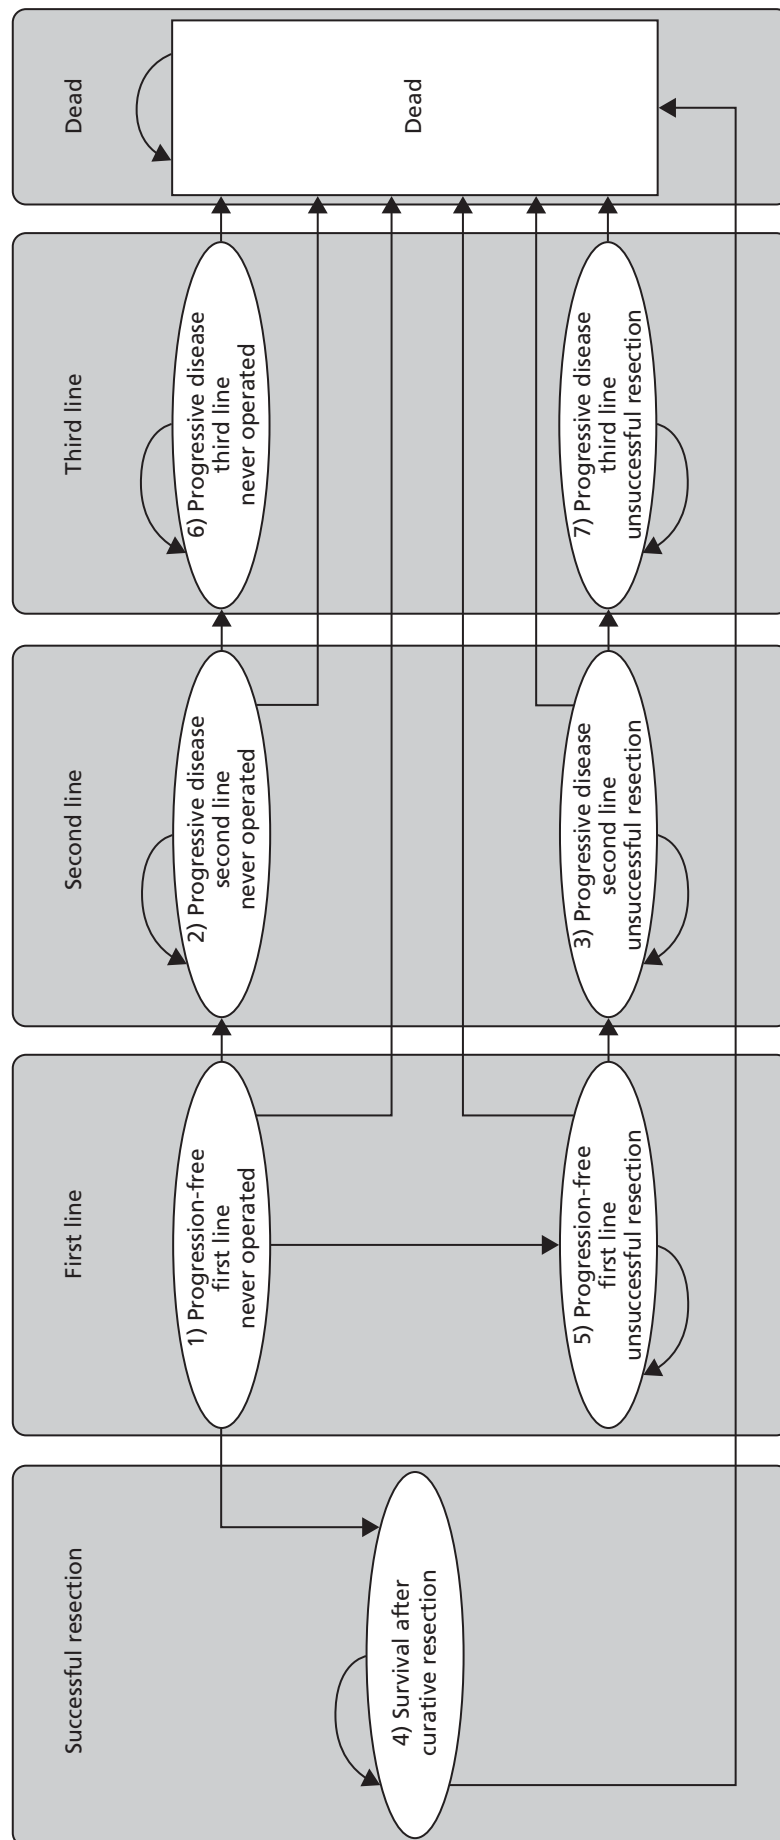 Successful resection
4) Survival after
curative resection
First line
1) Progression-free
first line
never operated
5) Progression-free
first line
unsuccessful resection
Second line
2) Progressive disease
second line
never operated
3) Progressive disease
second line
unsuccessful resection
Third line
6) Progressive disease
third line
never operated
7) Progressive disease
third line
unsuccessful resection
Dead
Dead